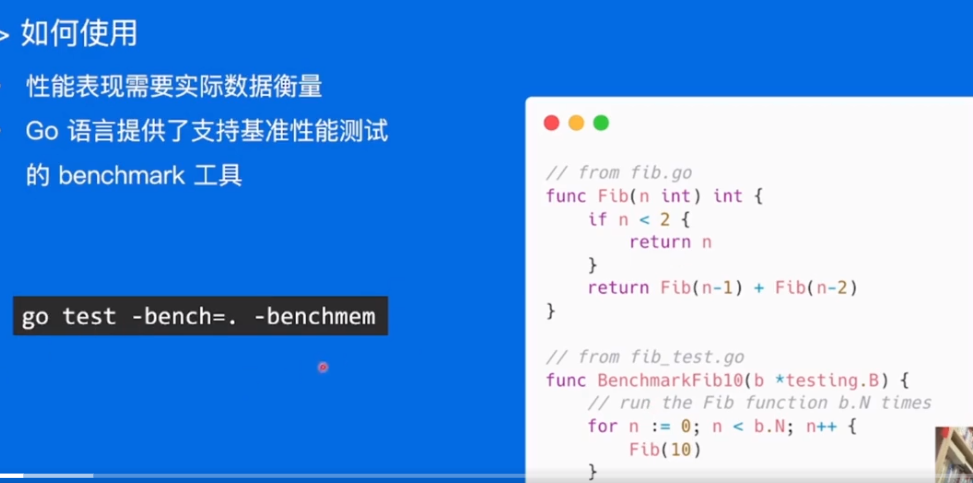 > 如何使用
性能表现需要实际数据衡量
Go 语言提供了支持基准性能测试
的 benchmark 工具
go test -bench=. -benchmem
// from fib.go
func Fib(n int) int {
    if n < 2 {
        return n
    }
    return Fib(n-1) + Fib(n-2)
}
// from fib_test.go
func BenchmarkFib10(b *testing.B) {
    // run the Fib function b.N times
    for n := 0; n < b.N; n++ {
        Fib(10)
    }